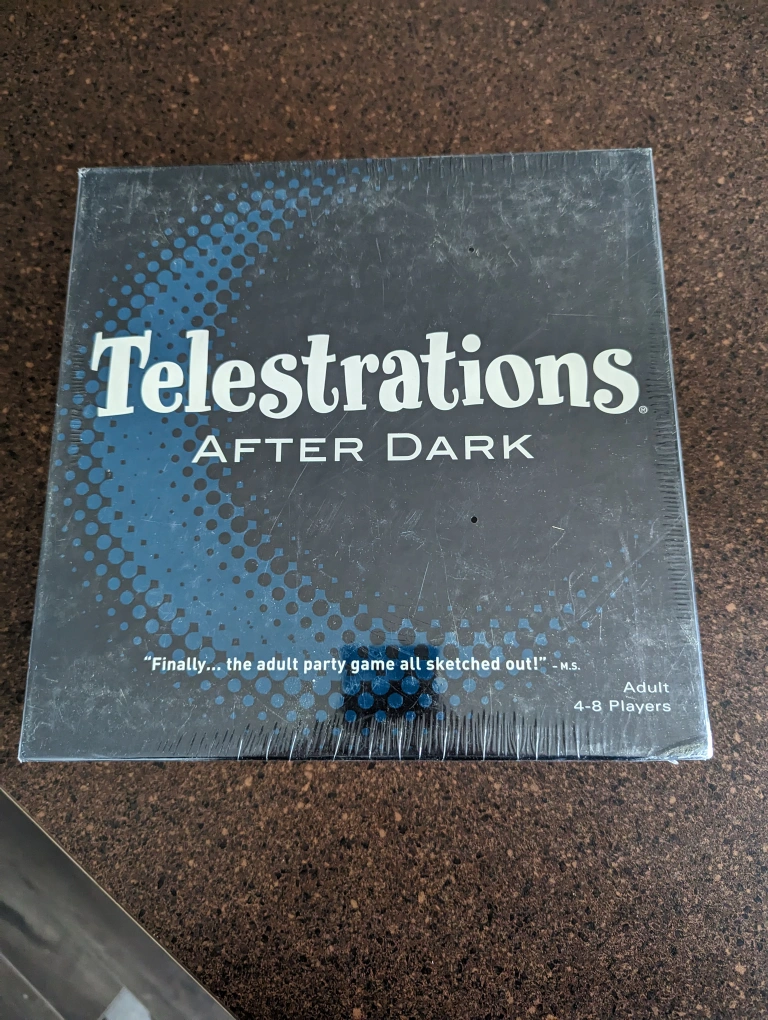 Telestrations®
AFTER DARK
“Finally... the adult party game all sketched out!” – M.S.
Adult
4-8 Players